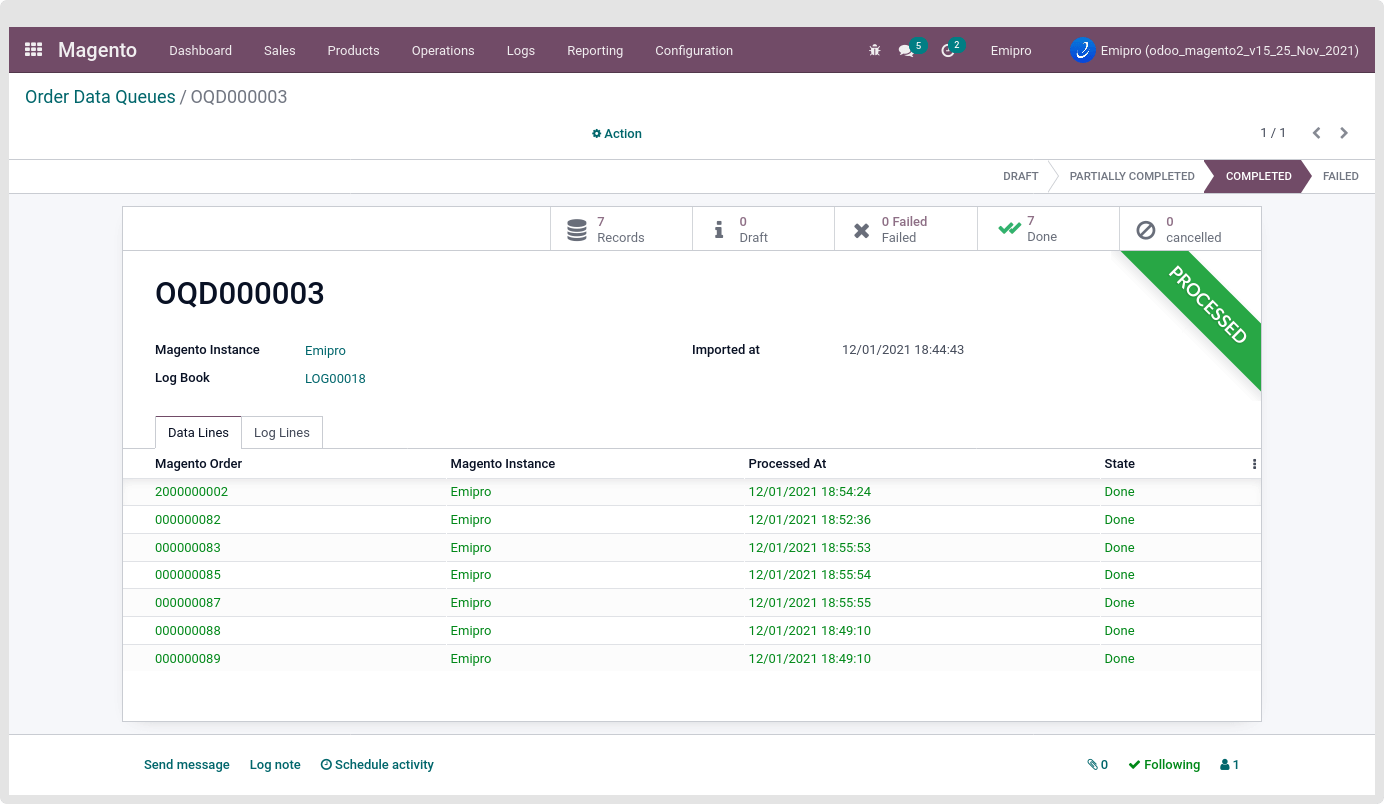 Magento Dashboard Sales Products Operations Logs Reporting Configuration 5 2 Emipro Emipro (odoo_magento2_v15_25_Nov_2021)
Order Data Queues / OQD000003
Action 1 / 1
DRAFT PARTIALLY COMPLETED COMPLETED FAILED
7 0 0 Failed 7 0
Records Draft Failed Done cancelled
PROCESSED
OQD000003
Magento Instance Emipro Imported at 12/01/2021 18:44:43
Log Book LOG00018
Data Lines Log Lines
Magento Order Magento Instance Processed At State
2000000002 Emipro 12/01/2021 18:54:24 Done
000000082 Emipro 12/01/2021 18:52:36 Done
000000083 Emipro 12/01/2021 18:55:53 Done
000000085 Emipro 12/01/2021 18:55:54 Done
000000087 Emipro 12/01/2021 18:55:55 Done
000000088 Emipro 12/01/2021 18:49:10 Done
000000089 Emipro 12/01/2021 18:49:10 Done
Send message Log note Schedule activity 0 Following 1